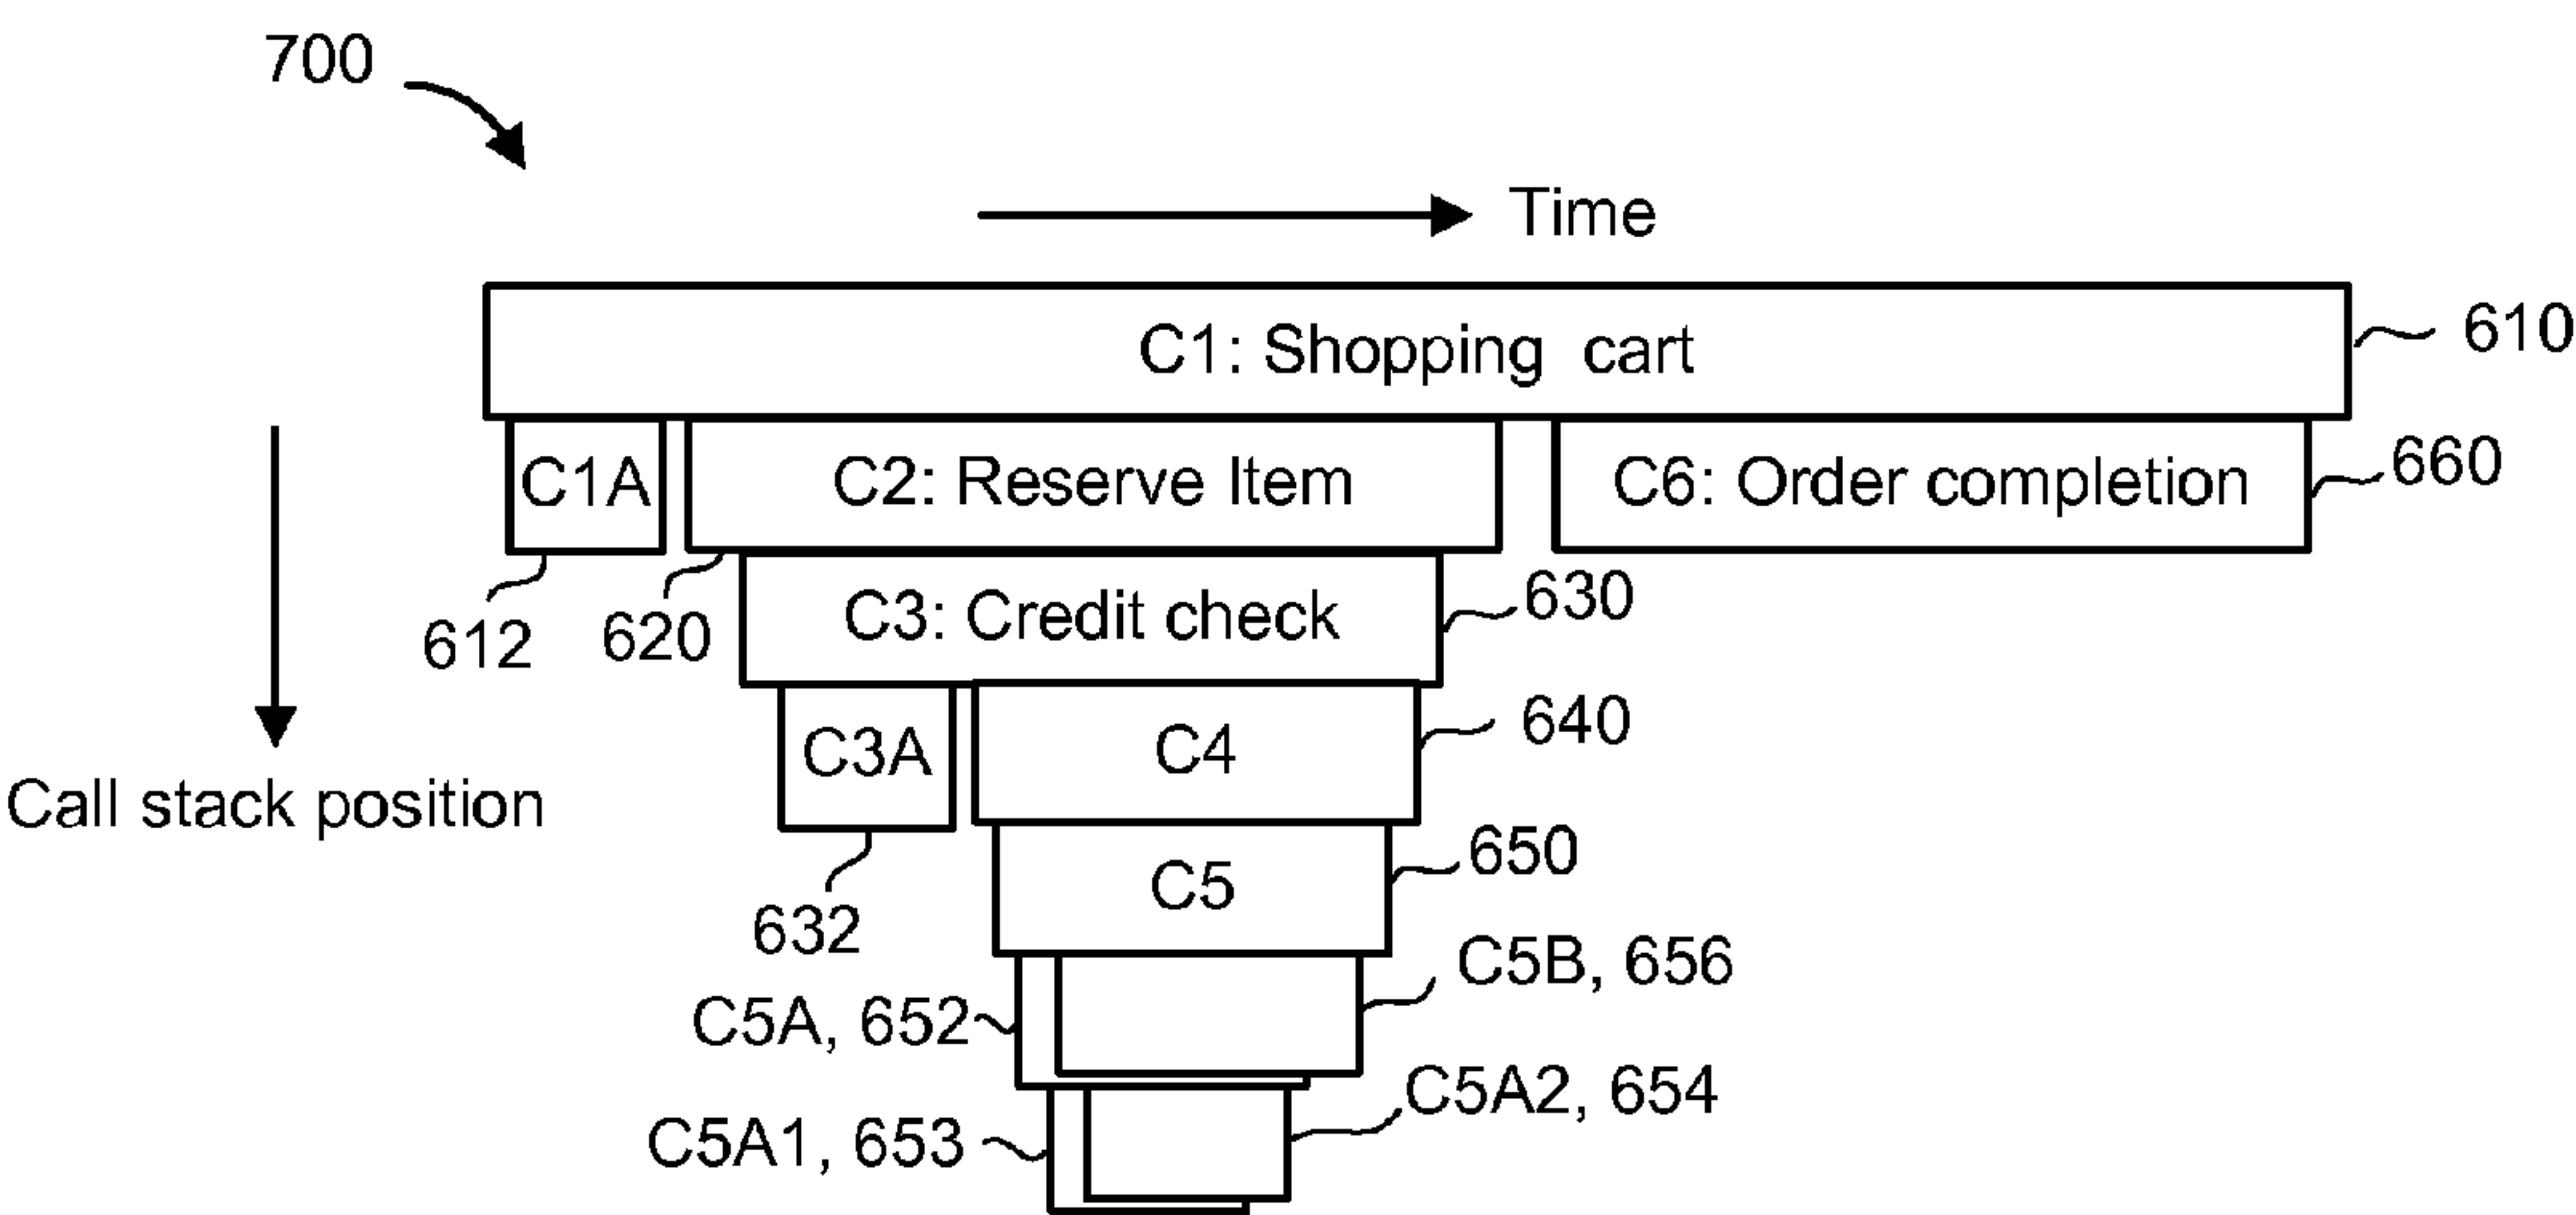 700
Time
C1: Shopping cart
610
C1A
C2: Reserve Item
C6: Order completion
660
612
620
C3: Credit check
630
C3A
C4
640
Call stack position
632
C5
650
C5A, 652
C5B, 656
C5A1, 653
C5A2, 654